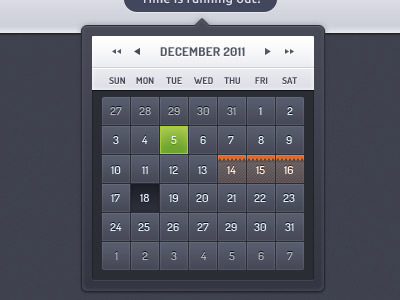 Time is running out!
DECEMBER 2011
SUN MON TUE WED THU FRI SAT
27 28 29 30 31 1 2
3 4 5 6 7 8 9
10 11 12 13 14 15 16
17 18 19 20 21 22 23
24 25 26 27 28 29 30 31
1 2 3 4 5 6 7